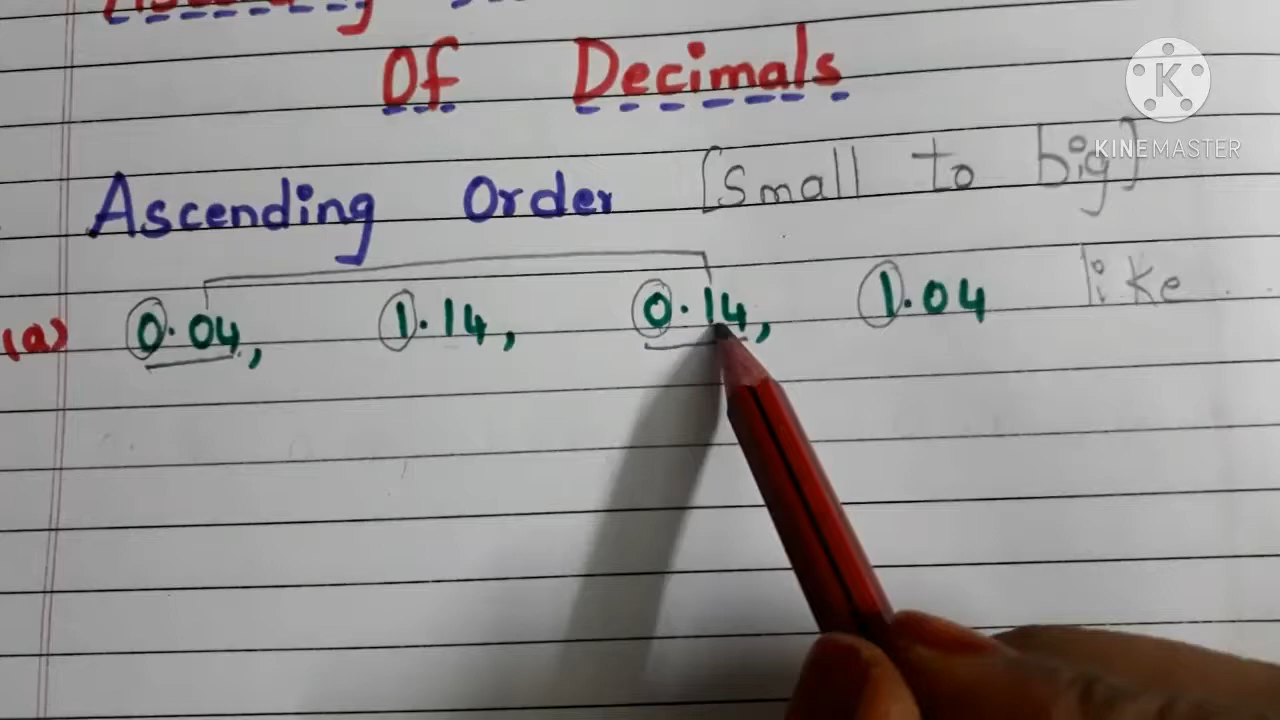 Of Decimals
Ascending Order [Small to big]
(a) 0.04, 1.14, 0.14, 1.04 like..
K
KINEMASTER